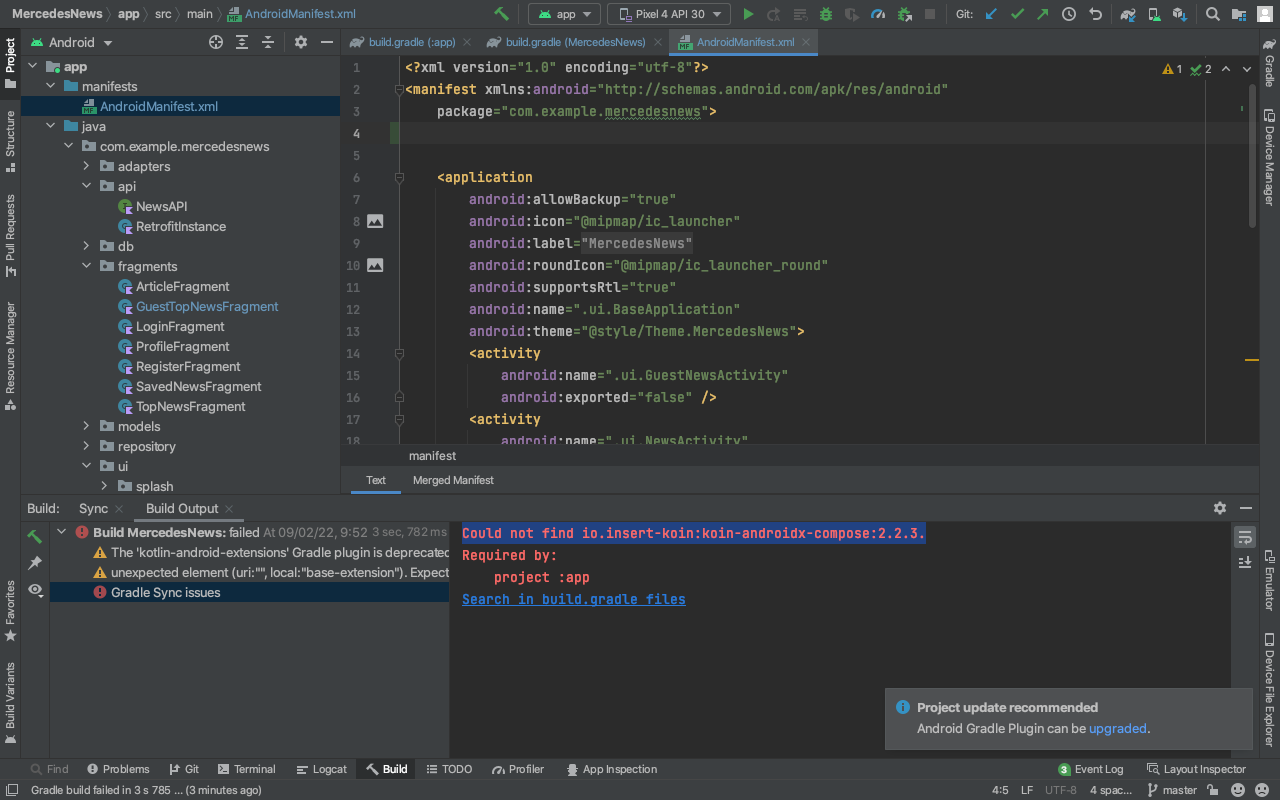 MercedesNews app src main AndroidManifest.xml app Pixel 4 API 30 Git:
Android
build.gradle (:app) build.gradle (MercedesNews) AndroidManifest.xml
Project
Structure
Pull Requests
Resource Manager
Favorites
Build Variants
app
manifests
AndroidManifest.xml
java
com.example.mercedesnews
adapters
api
NewsAPI
RetrofitInstance
db
fragments
ArticleFragment
GuestTopNewsFragment
LoginFragment
ProfileFragment
RegisterFragment
SavedNewsFragment
TopNewsFragment
models
repository
ui
splash
1 <?xml version="1.0" encoding="utf-8"?>
2 <manifest xmlns:android="http://schemas.android.com/apk/res/android"
3 package="com.example.mercedesnews">
4
5
6 <application
7 android:allowBackup="true"
8 android:icon="@mipmap/ic_launcher"
9 android:label="MercedesNews"
10 android:roundIcon="@mipmap/ic_launcher_round"
11 android:supportsRtl="true"
12 android:name=".ui.BaseApplication"
13 android:theme="@style/Theme.MercedesNews">
14 <activity
15 android:name=".ui.GuestNewsActivity"
16 android:exported="false" />
17 <activity
18 android:name=".ui.NewsActivity"
1 2
manifest
Text Merged Manifest
Gradle
Device Manager
Emulator
Device File Explorer
Build: Sync Build Output
Build MercedesNews: failed At 09/02/22, 9:52 3 sec, 782 ms
The 'kotlin-android-extensions' Gradle plugin is deprecated
unexpected element (uri:"", local:"base-extension"). Expect
Gradle Sync issues
Could not find io.insert-koin:koin-androidx-compose:2.2.3.
Required by:
project :app
Search in build.gradle files
Project update recommended
Android Gradle Plugin can be upgraded.
Find Problems Git Terminal Logcat Build TODO Profiler App Inspection 3 Event Log Layout Inspector
Gradle build failed in 3 s 785 ... (3 minutes ago) 4:5 LF UTF-8 4 spac... master